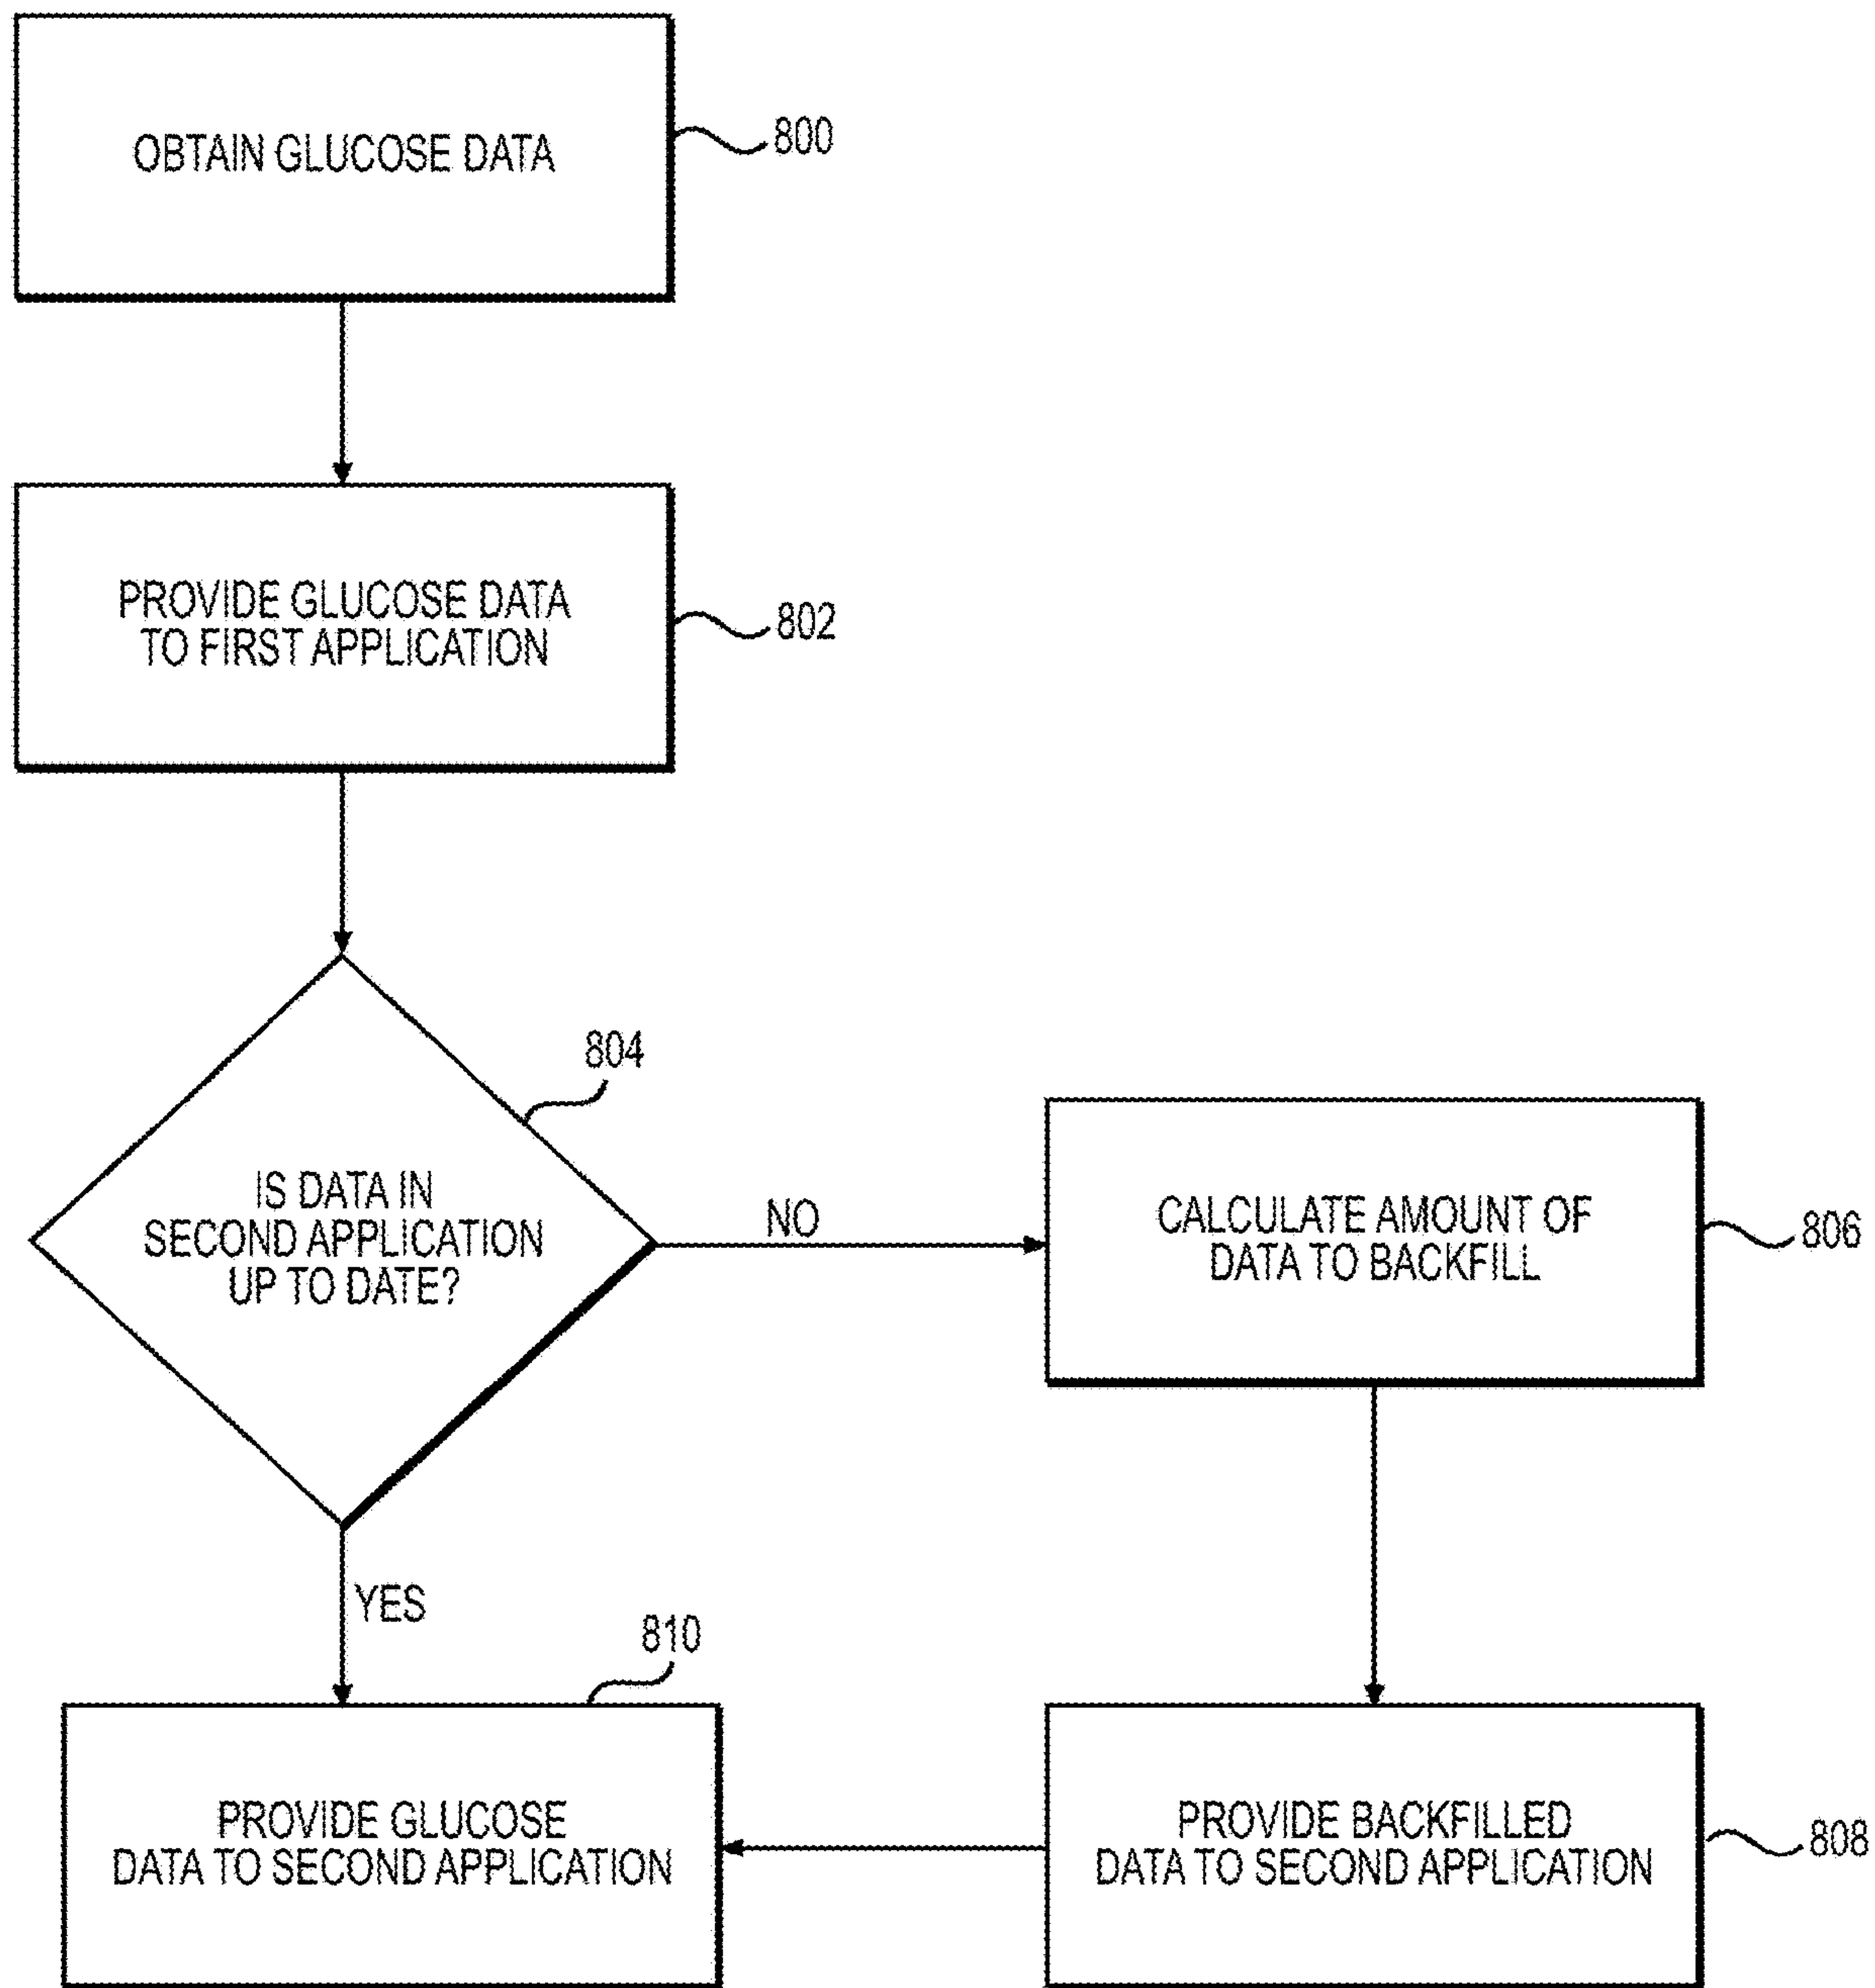 OBTAIN GLUCOSE DATA
800
PROVIDE GLUCOSE DATA
TO FIRST APPLICATION
802
804
IS DATA IN
SECOND APPLICATION
UP TO DATE?
NO
CALCULATE AMOUNT OF
DATA TO BACKFILL
806
YES
810
PROVIDE GLUCOSE
DATA TO SECOND APPLICATION
PROVIDE BACKFILLED
DATA TO SECOND APPLICATION
808